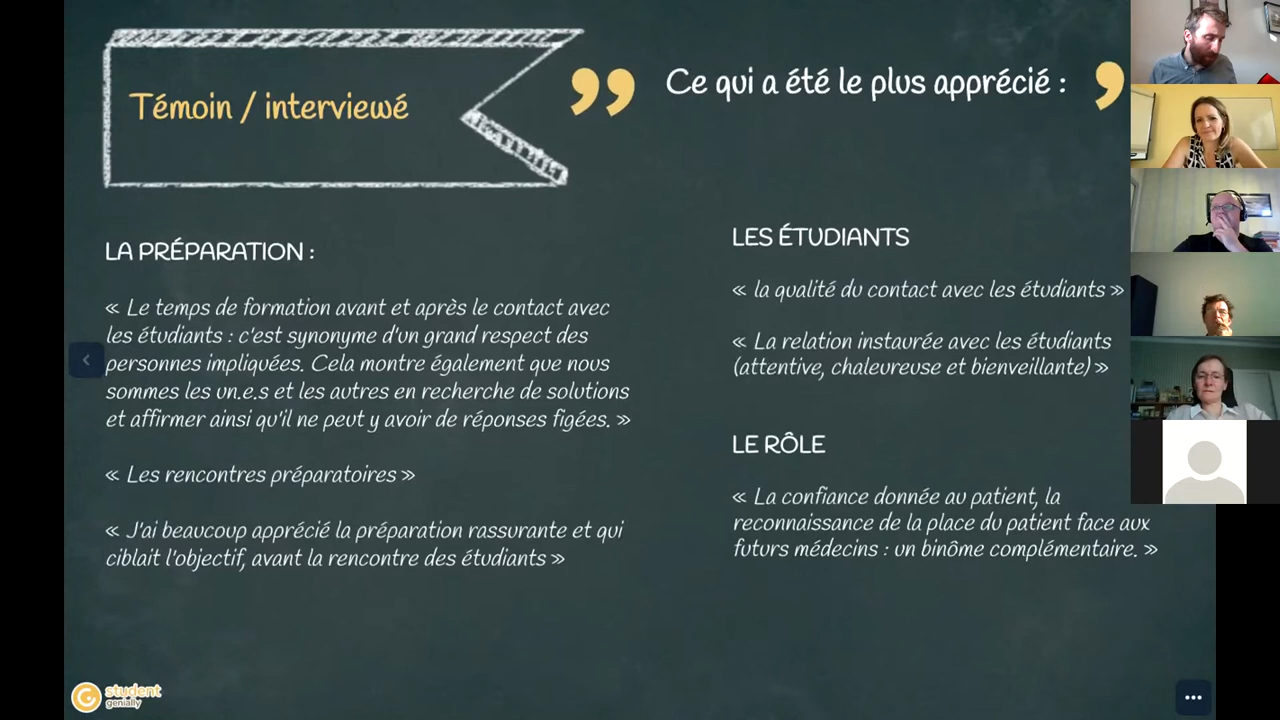 Témoin / interviewé
Ce qui a été le plus apprécié :
LA PRÉPARATION :
« Le temps de formation avant et après le contact avec
les étudiants : c'est synonyme d'un grand respect des
personnes impliquées. Cela montre également que nous
sommes les un.e.s et les autres en recherche de solutions
et affirmer ainsi qu'il ne peut y avoir de réponses figées. »
« Les rencontres préparatoires »
« J'ai beaucoup apprécié la préparation rassurante et qui
ciblait l'objectif, avant la rencontre des étudiants »
LES ÉTUDIANTS
« la qualité du contact avec les étudiants »
« La relation instaurée avec les étudiants
(attentive, chaleureuse et bienveillante) »
LE RÔLE
« La confiance donnée au patient, la
reconnaissance de la place du patient face aux
futurs médecins : un binôme complémentaire. »
student
genially